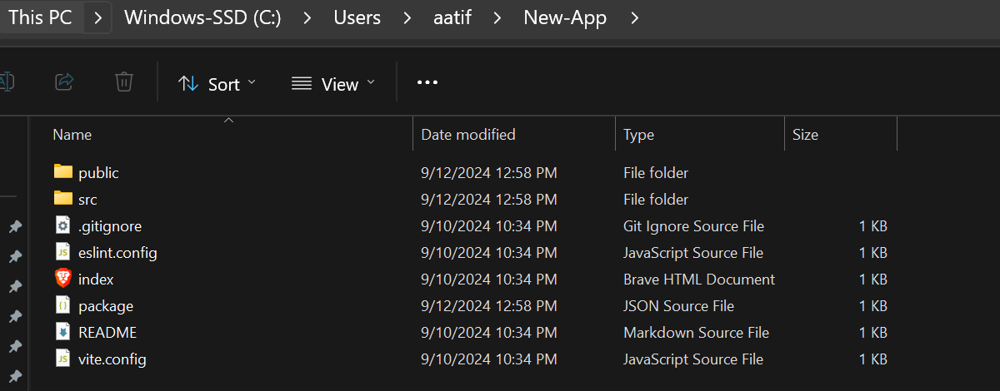 This PC > Windows-SSD (C:) > Users > aatif > New-App >
Sort View ...
Name Date modified Type Size
public 9/12/2024 12:58 PM File folder
src 9/12/2024 12:58 PM File folder
.gitignore 9/10/2024 10:34 PM Git Ignore Source File 1 KB
eslint.config 9/10/2024 10:34 PM JavaScript Source File 1 KB
index 9/10/2024 10:34 PM Brave HTML Document 1 KB
package 9/12/2024 12:58 PM JSON Source File 1 KB
README 9/10/2024 10:34 PM Markdown Source File 1 KB
vite.config 9/10/2024 10:34 PM JavaScript Source File 1 KB